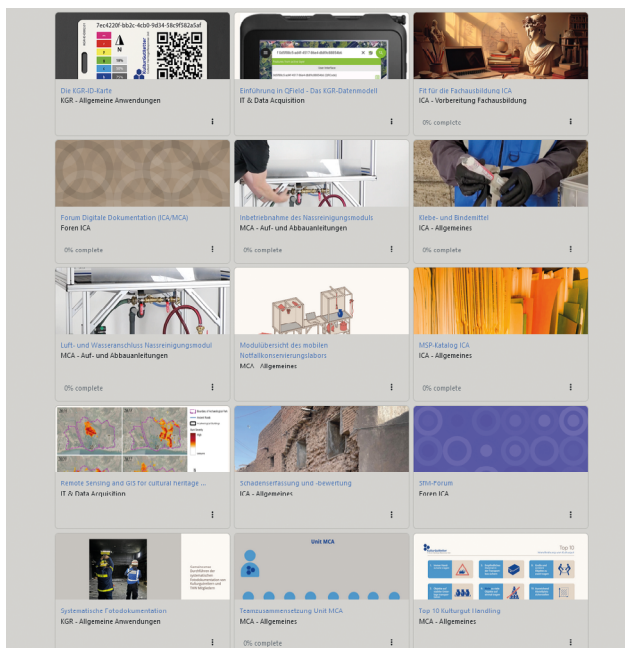 7ec4220f-bb2c-4cb0-9d34-58c9f582a5af
N
Kulturgutretter
Die KGR-ID-Karte
KGR - Allgemeine Anwendungen
Einführung in QField - Das KGR-Datenmodell
IT & Data Acquisition
Fit für die Fachausbildung ICA
ICA - Vorbereitung Fachausbildung
0% complete
Forum Digitale Dokumentation (ICA/MCA)
Foren ICA
0% complete
Inbetriebnahme des Nassreinigungsmoduls
MCA - Auf- und Abbauanleitungen
0% complete
Klebe- und Bindemittel
ICA - Allgemeines
0% complete
Luft- und Wasseranschluss Nassreinigungsmodul
MCA - Auf- und Abbauanleitungen
0% complete
Modulübersicht des mobilen
Notfallkonservierungslabors
MCA - Allgemeines
MSP-Katalog ICA
ICA - Allgemeines
0% complete
Remote Sensing and GIS for cultural heritage ...
IT & Data Acquisition
Schadenserfassung und -bewertung
ICA - Allgemeines
SfM-Forum
Foren ICA
Systematische Fotodokumentation
KGR - Allgemeine Anwendungen
Unit MCA
Teamzusammensetzung Unit MCA
MCA - Allgemeines
0% complete
Top 10
Top 10 Kulturgut Handling
MCA - Allgemeines